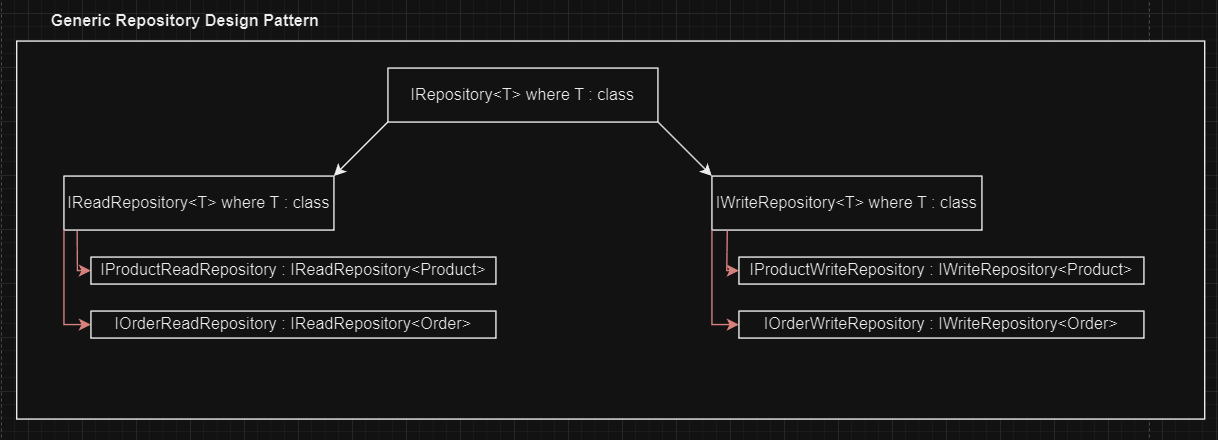 Generic Repository Design Pattern
IRepository<T> where T : class
IReadRepository<T> where T : class
IWriteRepository<T> where T : class
IProductReadRepository : IReadRepository<Product>
IProductWriteRepository : IWriteRepository<Product>
IOrderReadRepository : IReadRepository<Order>
IOrderWriteRepository : IWriteRepository<Order>